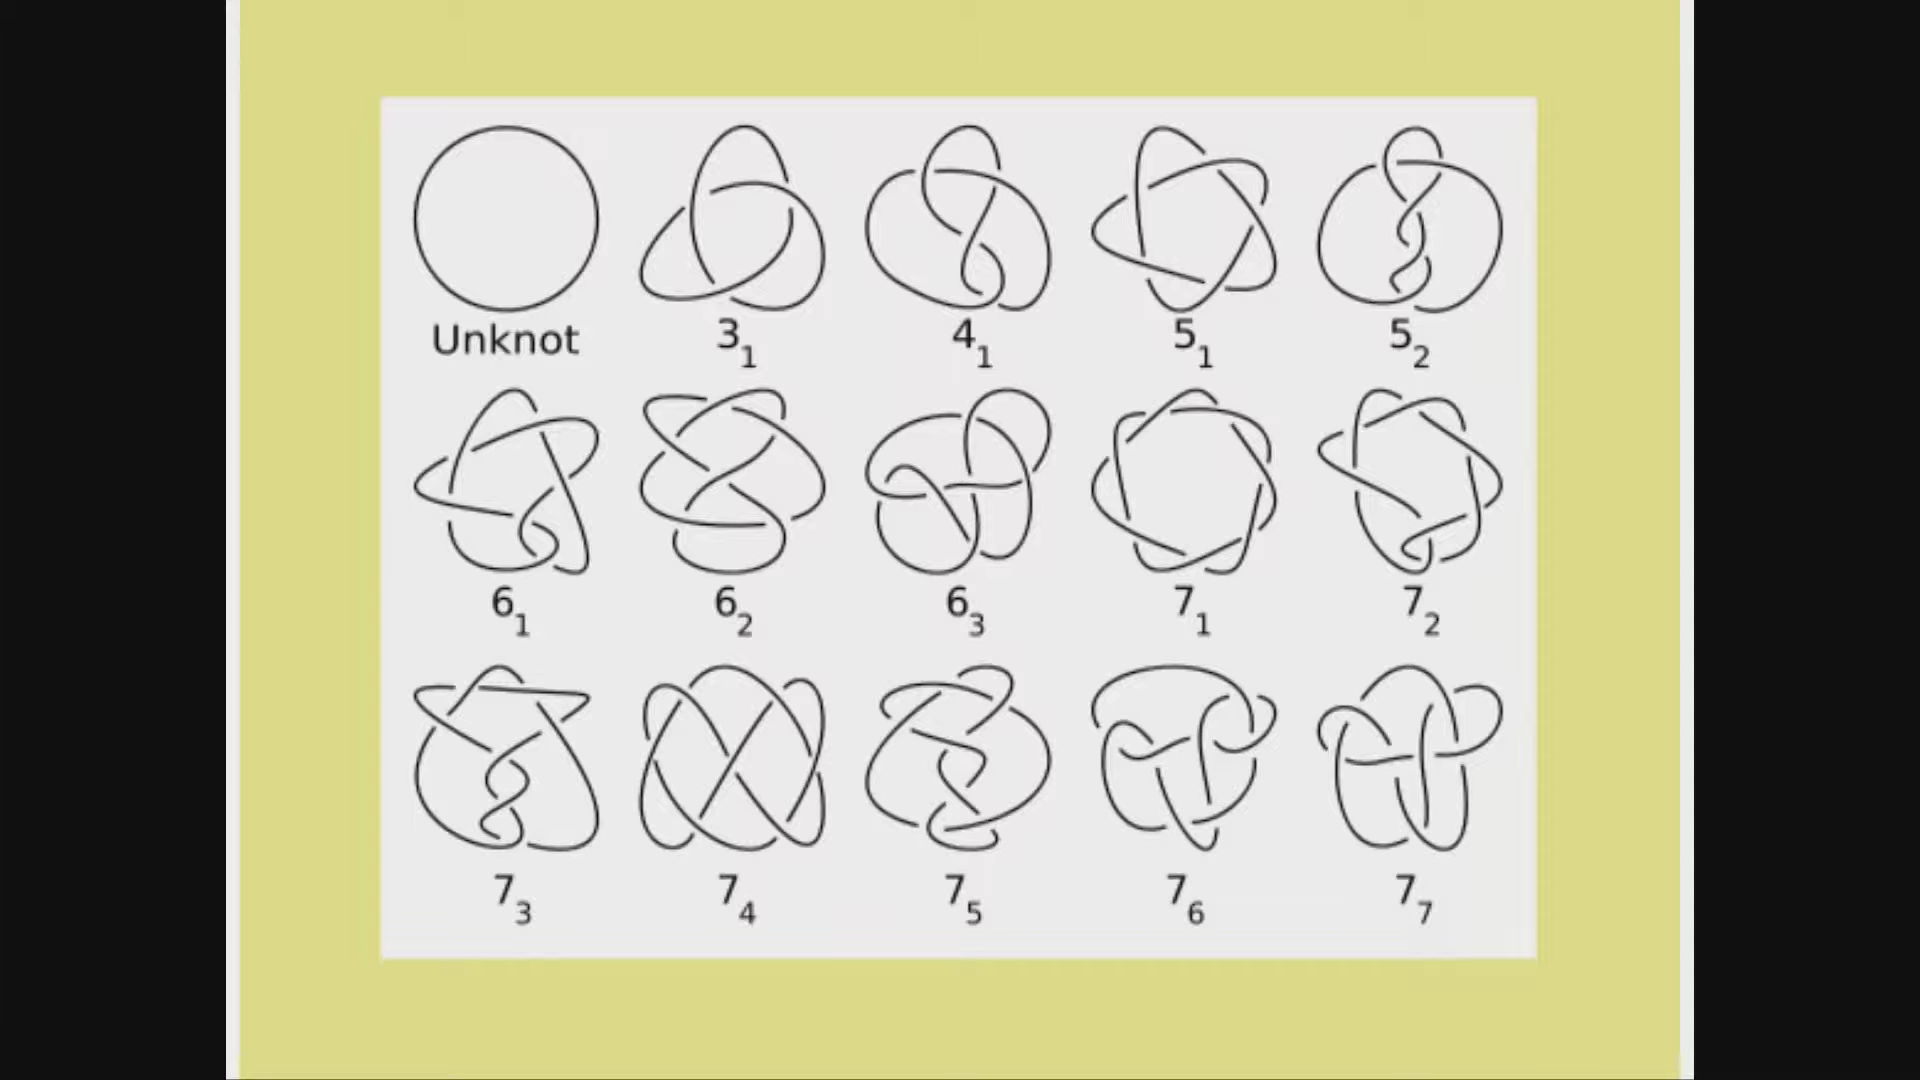 Unknot 3₁ 4₁ 5₁ 5₂
6₁ 6₂ 6₃ 7₁ 7₂
7₃ 7₄ 7₅ 7₆ 7₇